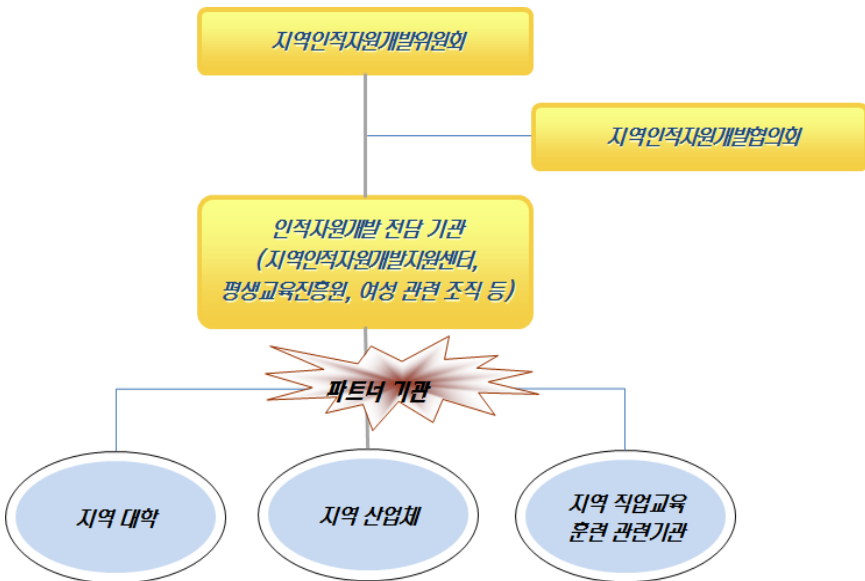 지역인적자원개발위원회
지역인적자원개발협의회
인적자원개발 전담 기관
(지역인적자원개발지원센터,
평생교육진흥원, 여성 관련 조직 등)
파트너 기관
지역 대학
지역 산업체
지역 직업교육
훈련 관련기관